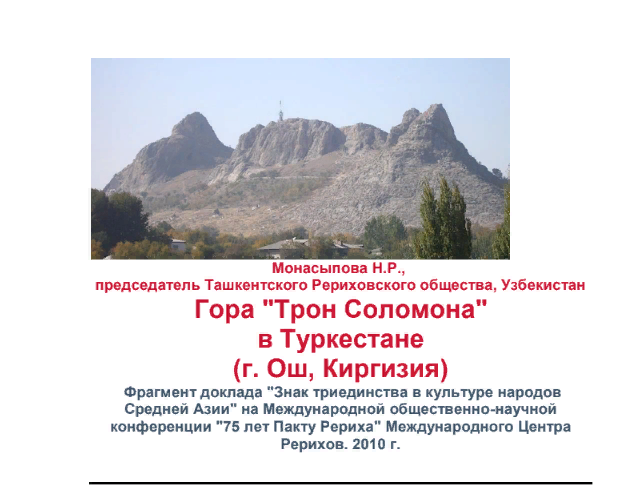 Монасыпова Н.Р.,
председатель Ташкентского Рериховского общества, Узбекистан
Гора "Трон Соломона"
в Туркестане
(г. Ош, Киргизия)
Фрагмент доклада "Знак триединства в культуре народов
Средней Азии" на Международной общественно-научной
конференции "75 лет Пакту Рериха" Международного Центра
Рерихов. 2010 г.